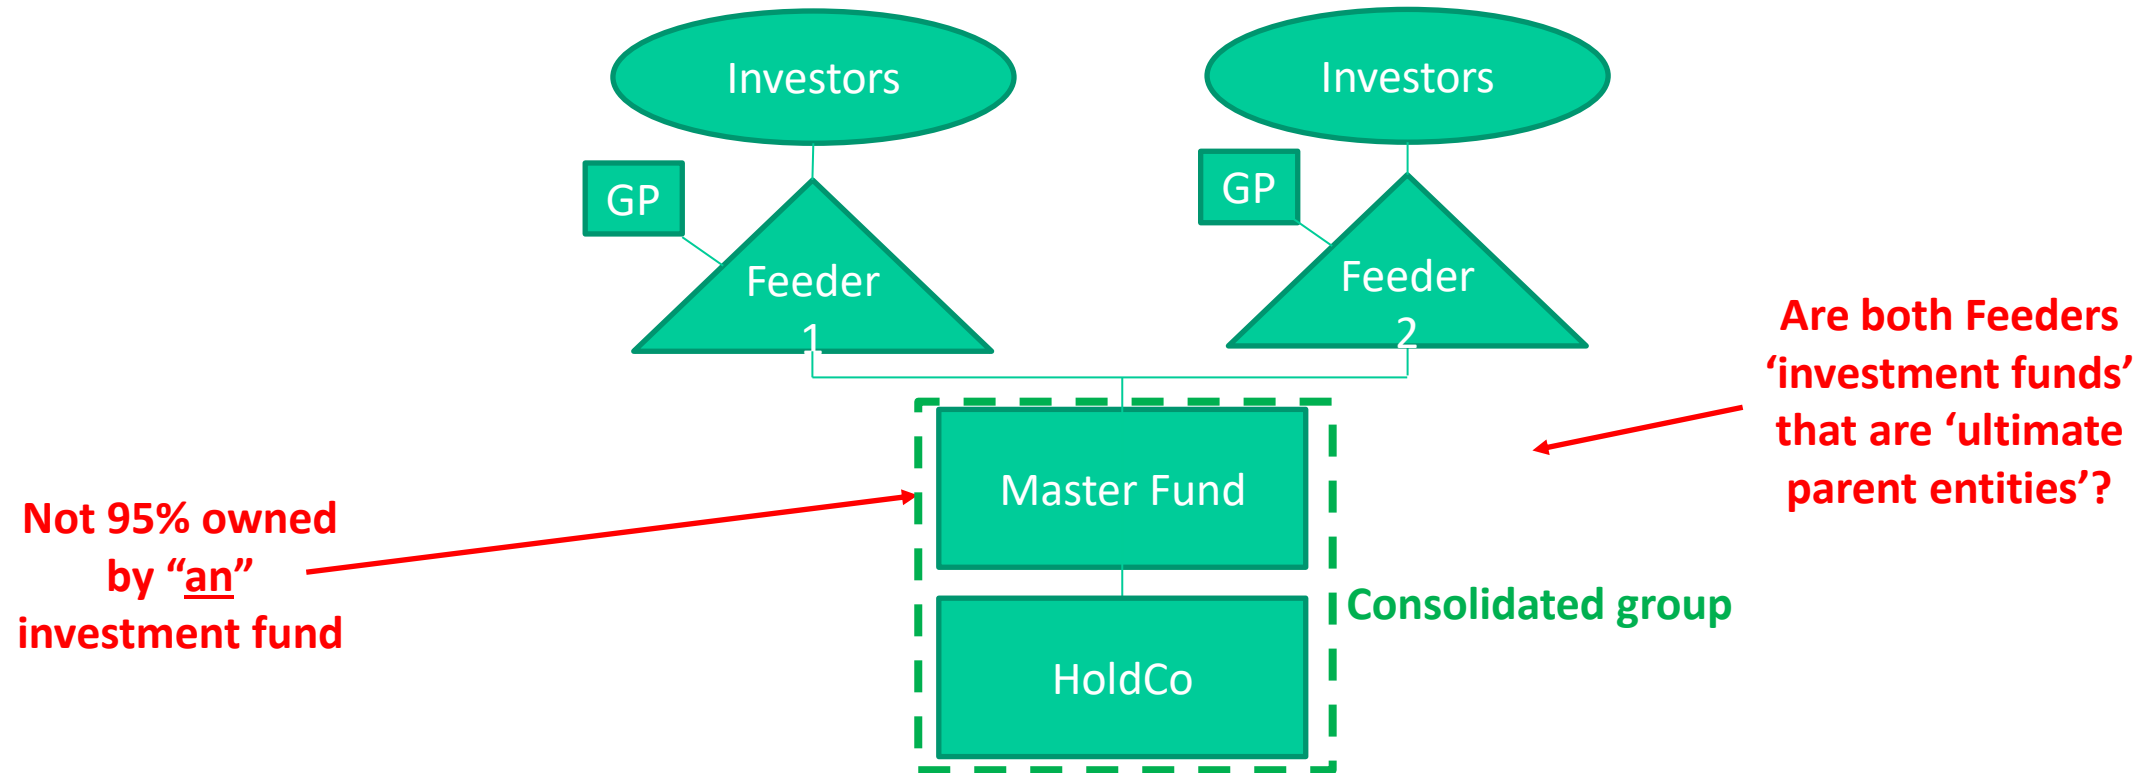 Investors
Investors
GP
GP
Feeder
1
Feeder
2
Are both Feeders
‘investment funds’
that are ‘ultimate
parent entities’?
Master Fund
Not 95% owned
by “an”
investment fund
Consolidated group
HoldCo